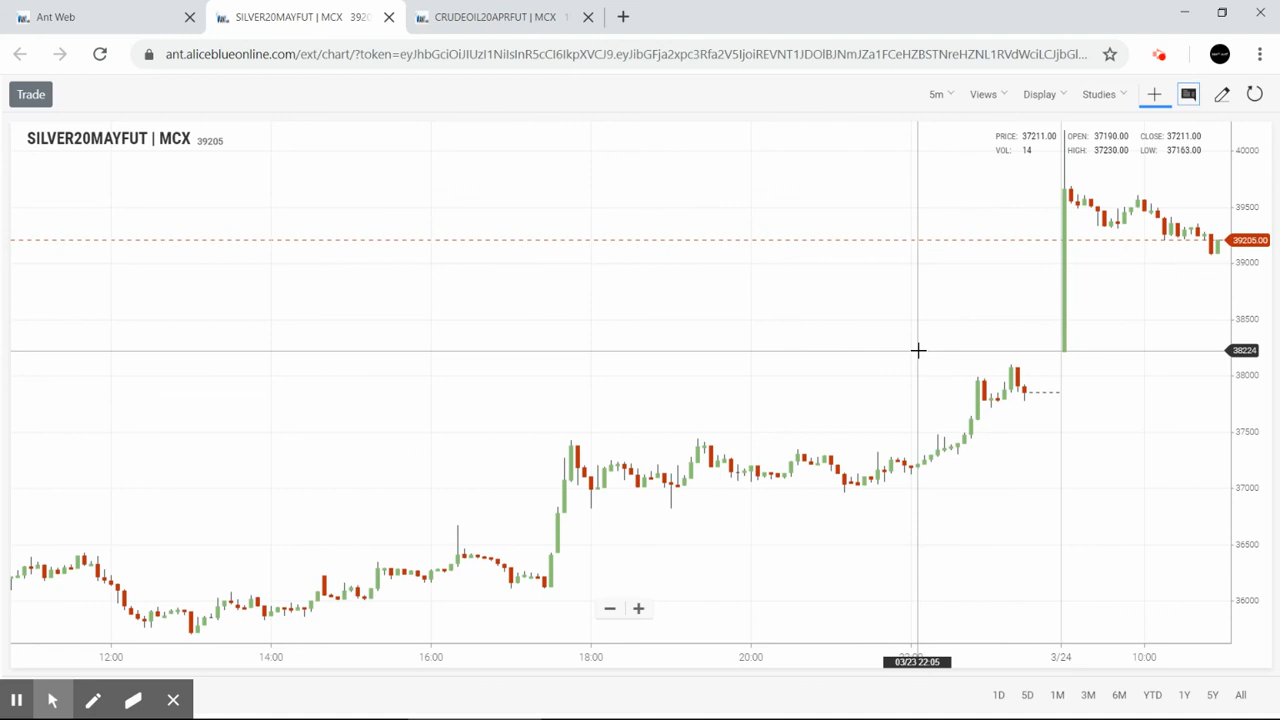 Ant Web
SILVER20MAYFUT | MCX 3920
CRUDEOIL20APRFUT | MCX 1
ant.aliceblueonline.com/ext/chart/?token=
Trade
5m
Views
Display
Studies
SILVER20MAYFUT | MCX 39205
PRICE: 37211.00 OPEN: 37190.00 CLOSE: 37211.00
VOL: 14 HIGH: 37230.00 LOW: 37163.00
40000
39500
39205.00
39000
38500
38224
38000
37500
37000
36500
36000
12:00 14:00 16:00 18:00 20:00 3/24 10:00
03/23 22:05
1D 5D 1M 3M 6M YTD 1Y 5Y All